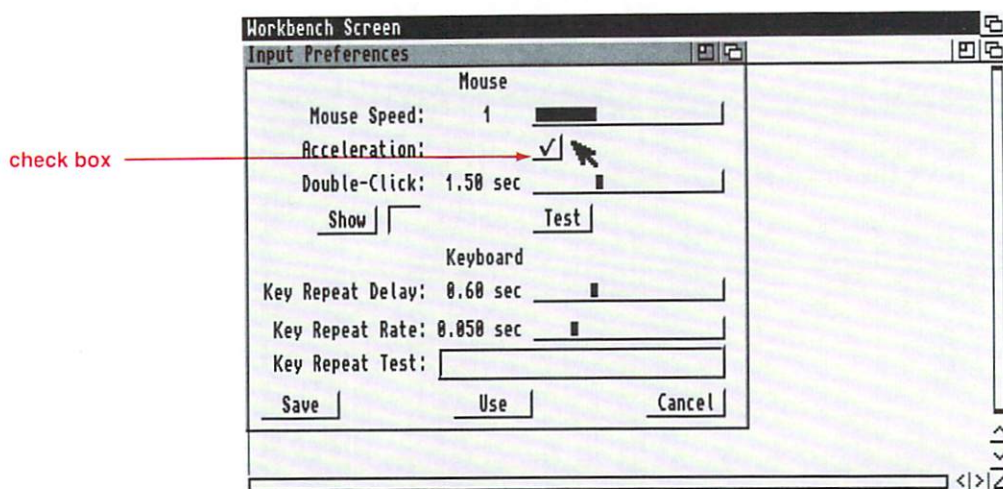 Workbench Screen
Input Preferences
Mouse
Mouse Speed: 1
check box
Acceleration:
Double-Click: 1.50 sec
Show Test
Keyboard
Key Repeat Delay: 0.60 sec
Key Repeat Rate: 0.050 sec
Key Repeat Test:
Save Use Cancel